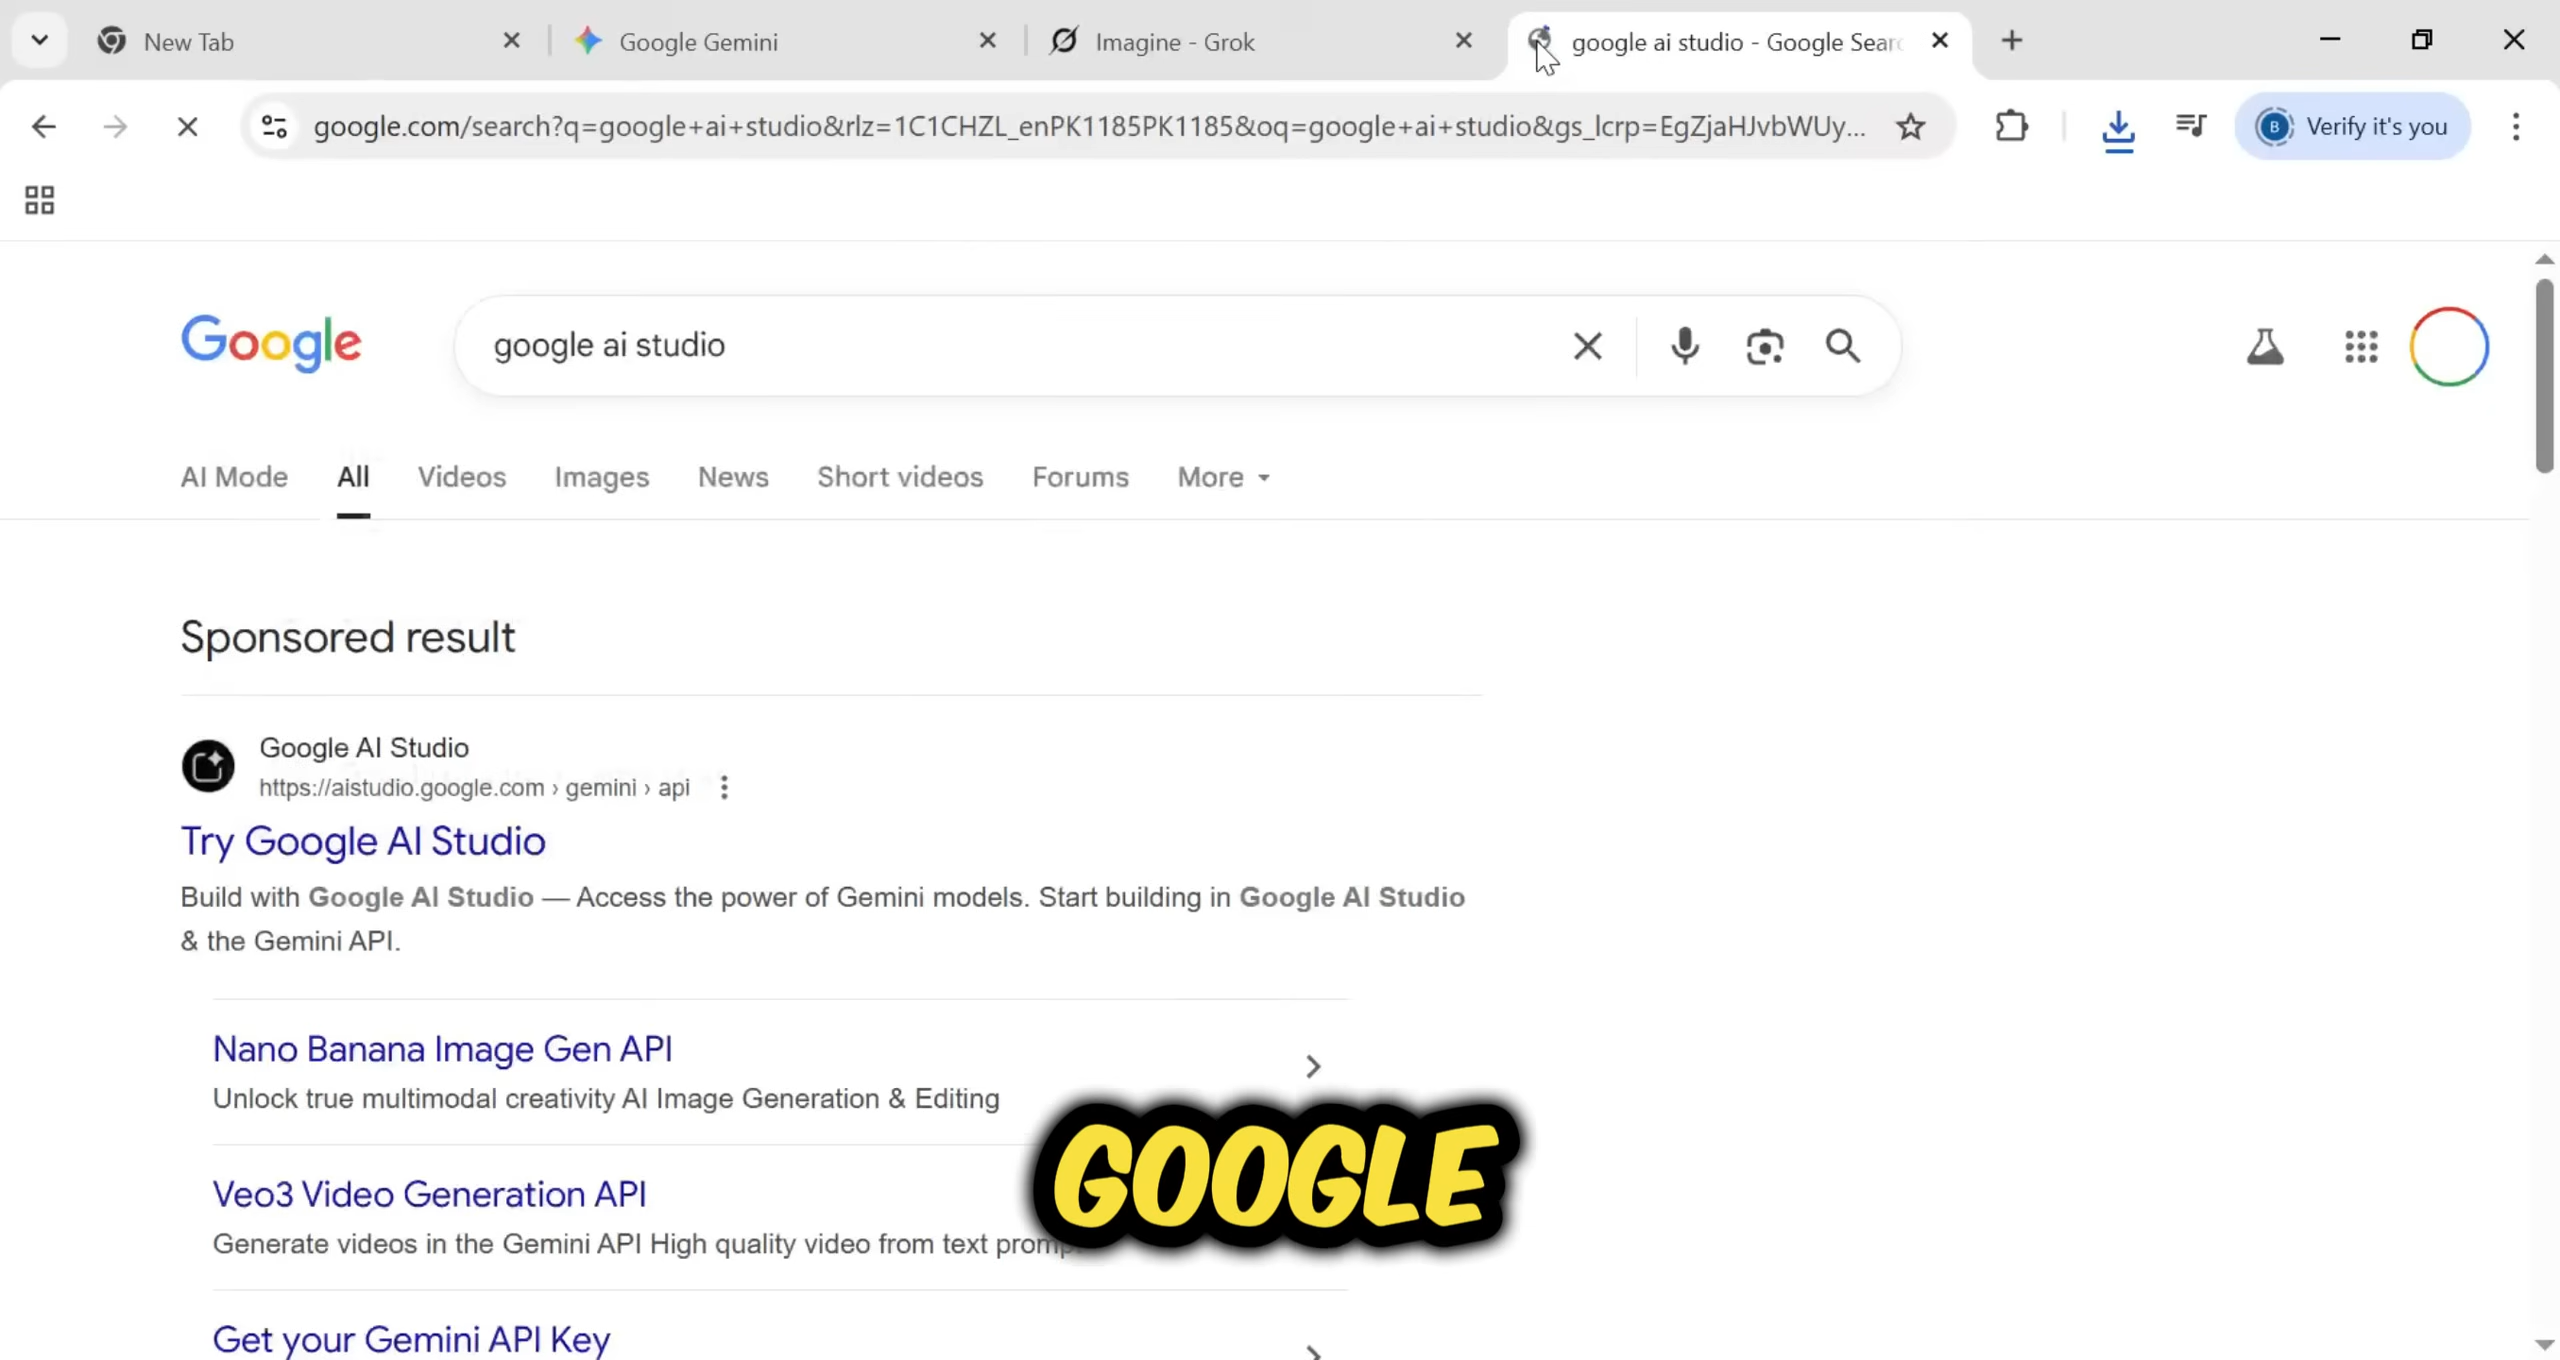 New Tab
Google Gemini
Imagine - Grok
google ai studio - Google Sear
google.com/search?q=google+ai+studio&rlz=1C1CHZL_enPK1185PK1185&oq=google+ai+studio&gs_lcrp=EgZjaHJvbWUy...
B
Verify it's you
Google
google ai studio
AI Mode
All
Videos
Images
News
Short videos
Forums
More
Sponsored result
Google AI Studio
https://aistudio.google.com › gemini › api
Try Google AI Studio
Build with Google AI Studio — Access the power of Gemini models. Start building in Google AI Studio
& the Gemini API.
Nano Banana Image Gen API
Unlock true multimodal creativity AI Image Generation & Editing
Veo3 Video Generation API
Generate videos in the Gemini API High quality video from text
GOOGLE
Get your Gemini API Key